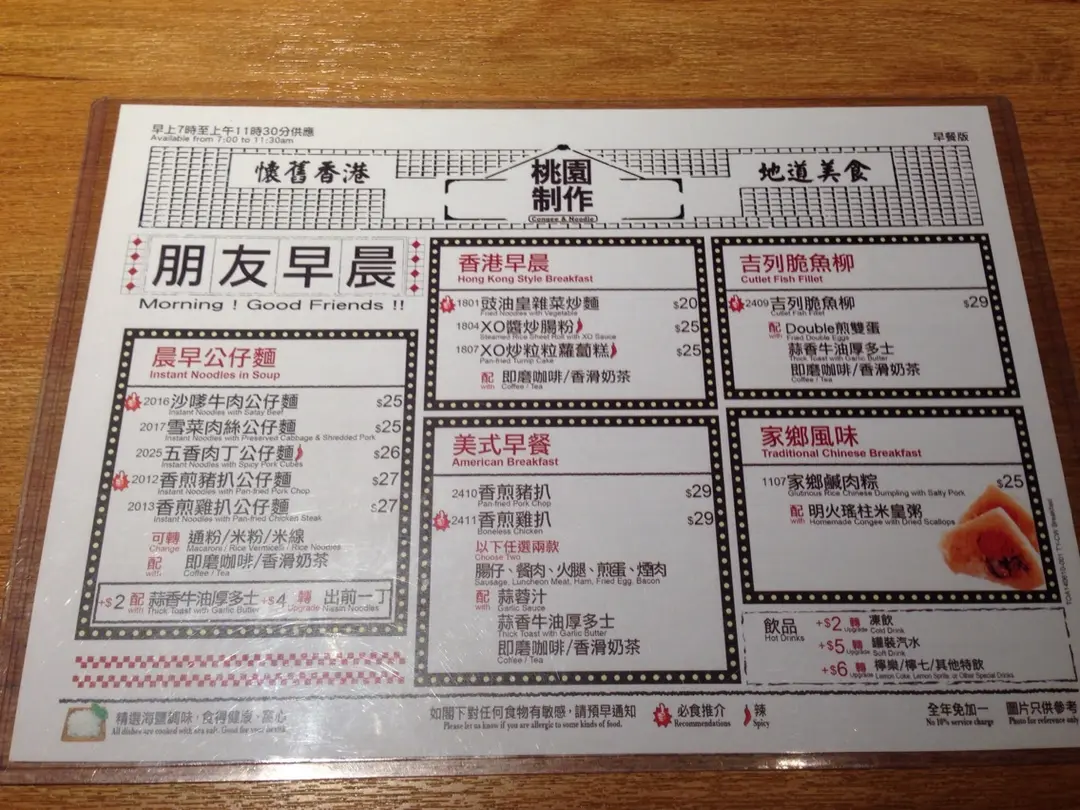 早上7時至上午11時30分供應
Available from 7:00 to 11:30am
早餐版
懷舊香港
桃園
制作
Congee & Noodle
地道美食
朋友早晨
Morning ! Good Friends !!
晨早公仔麵
Instant Noodles in Soup
2016 沙嗲牛肉公仔麵 $25
Instant Noodles with Satay Beef
2017 雪菜肉絲公仔麵 $25
Instant Noodles with Preserved Cabbage & Shredded Pork
2025 五香肉丁公仔麵 $26
Instant Noodles with Spicy Pork Cubes
2012 香煎豬扒公仔麵 $27
Instant Noodles with Pan-fried Pork Chop
2013 香煎雞扒公仔麵 $27
Instant Noodles with Pan-fried Chicken Steak
可轉 通粉/米粉/米線
Change Macaroni / Rice Vermicelli / Rice Noodles
配 即磨咖啡/香滑奶茶
with Coffee / Tea
+$2 配 蒜香牛油厚多士 +$4 轉 出前一丁
with Thick Toast with Garlic Butter Upgrade Nissin Noodles
香港早晨
Hong Kong Style Breakfast
1801 豉油皇雜菜炒麵 $20
Fried Noodles with Vegetable
1804 XO醬炒腸粉 $25
Steamed Rice Sheet Roll with XO Sauce
1807 XO炒粒粒蘿蔔糕 $25
Pan-fried Turnip Cake
配 即磨咖啡/香滑奶茶
with Coffee / Tea
美式早餐
American Breakfast
2410 香煎豬扒 $29
Pan-fried Pork Chop
2411 香煎雞扒 $29
Boneless Chicken
以下任選兩款
Choose Two
腸仔、餐肉、火腿、煎蛋、煙肉
Sausage, Luncheon Meat, Ham, Fried Egg, Bacon
配 蒜蓉汁
with Garlic Sauce
蒜香牛油厚多士
Thick Toast with Garlic Butter
即磨咖啡/香滑奶茶
Coffee / Tea
吉列脆魚柳
Cutlet Fish Fillet
2409 吉列脆魚柳 $29
Cutlet Fish Fillet
配 Double煎雙蛋
with Fried Double Eggs
蒜香牛油厚多士
Thick Toast with Garlic Butter
即磨咖啡/香滑奶茶
Coffee / Tea
家鄉風味
Traditional Chinese Breakfast
1107 家鄉鹹肉粽 $25
Glutinous Rice Chinese Dumpling with Salty Pork
配 明火瑤柱米皇粥
with Homemade Congee with Dried Scallops
飲品
Hot Drinks
+$2 轉 凍飲
Upgrade Cold Drink
+$5 轉 罐裝汽水
Upgrade Soft Drink
+$6 轉 檸樂/檸七/其他特飲
Upgrade Lemon Coke, Lemon Sprite, or Other Special Drinks
精選海鹽調味，食得健康、窩心
All dishes are cooked with sea salt. Good for your health.
如閣下對任何食物有敏感，請預早通知
Please let us know if you are allergic to some kinds of food.
必食推介
Recommendations
辣
Spicy
全年免加一
No 10% service charge
圖片只供參考
Photo for reference only